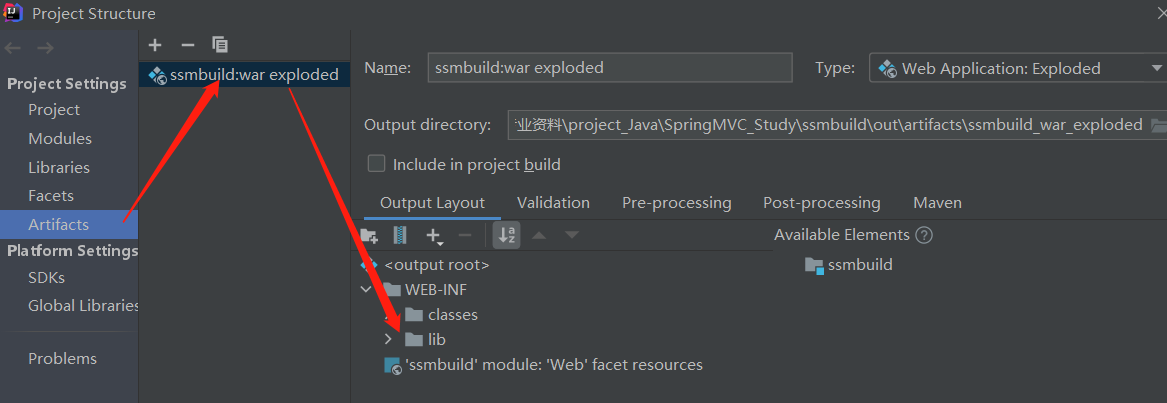 Project Structure
Project Settings
Project
Modules
Libraries
Facets
Artifacts
Platform Settings
SDKs
Global Libraries
Problems
ssmbuild:war exploded
Name: ssmbuild:war exploded
Type: Web Application: Exploded
Output directory: 业资料\project_Java\SpringMVC_Study\ssmbuild\out\artifacts\ssmbuild_war_exploded
Include in project build
Output Layout Validation Pre-processing Post-processing Maven
Available Elements
<output root>
WEB-INF
classes
lib
'ssmbuild' module: 'Web' facet resources
ssmbuild